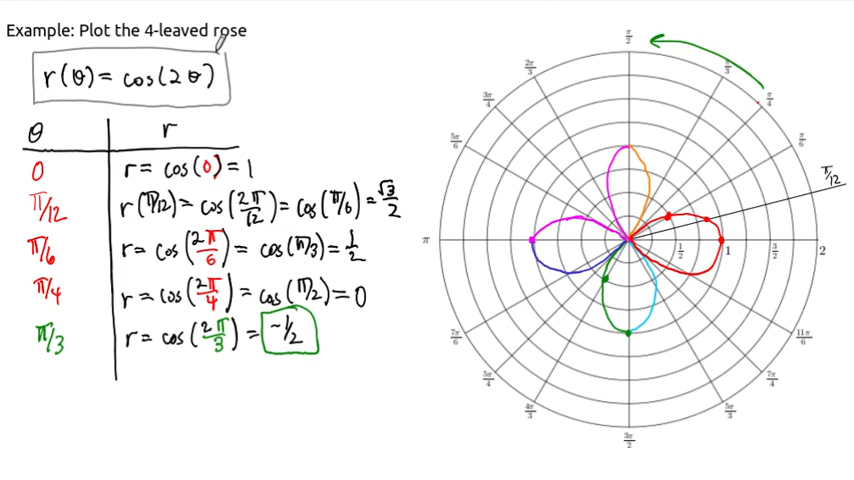 Example: Plot the 4-leaved rose
r(θ) = cos(2θ)
θ r
0 r = cos(0) = 1
π/12 r(π/12) = cos(2π/12) = cos(π/6) = √3/2
π/6 r = cos(2π/6) = cos(π/3) = 1/2
π/4 r = cos(2π/4) = cos(π/2) = 0
π/3 r = cos(2π/3) = -1/2
π/2
2π/3 π/3
3π/4 π/4
5π/6 π/6
π/12
π 1/2 1 3/2 2
7π/6 11π/6
5π/4 7π/4
4π/3 5π/3
3π/2